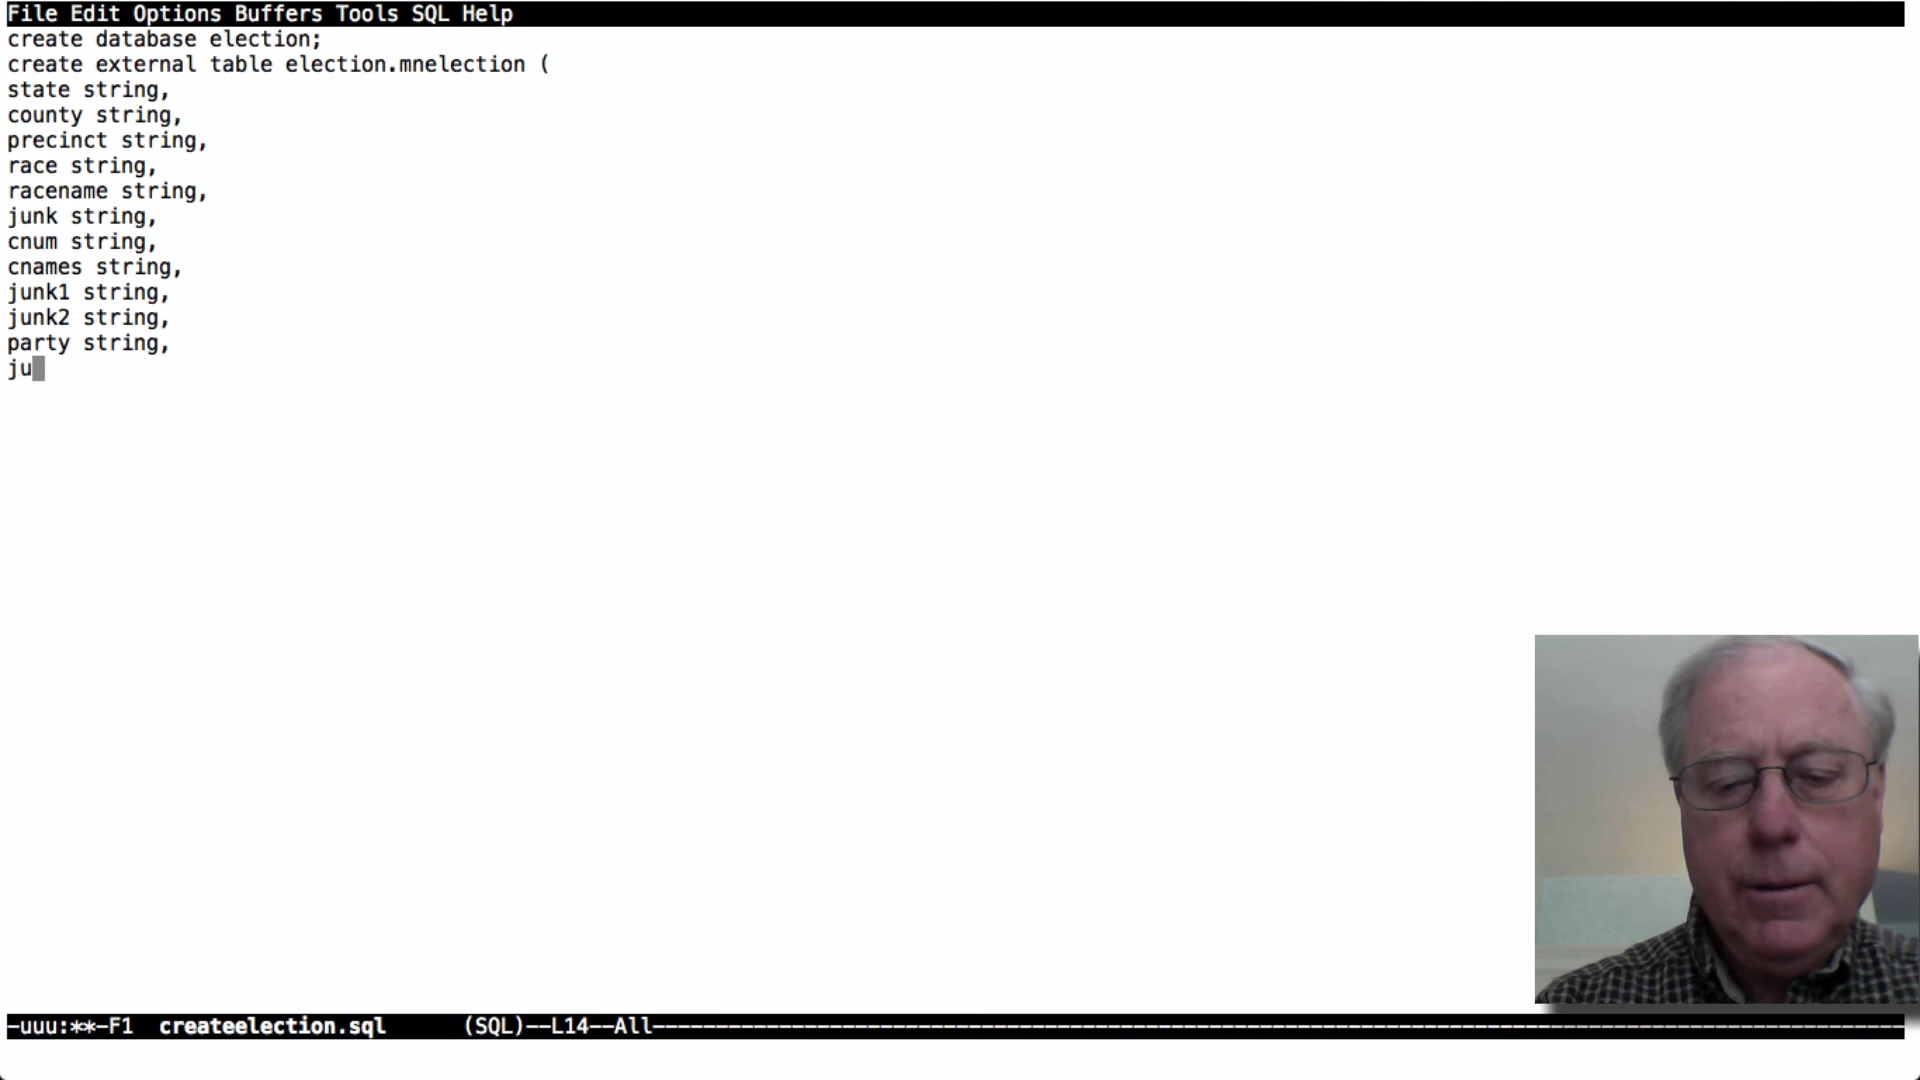 File Edit Options Buffers Tools SQL Help
create database election;
create external table election.mnelection (
state string,
county string,
precinct string,
race string,
racename string,
junk string,
cnum string,
cnames string,
junk1 string,
junk2 string,
party string,
ju
-uuu:**-F1  createelection.sql      (SQL)--L14--All----------------------------------------------------------------------------------------------------